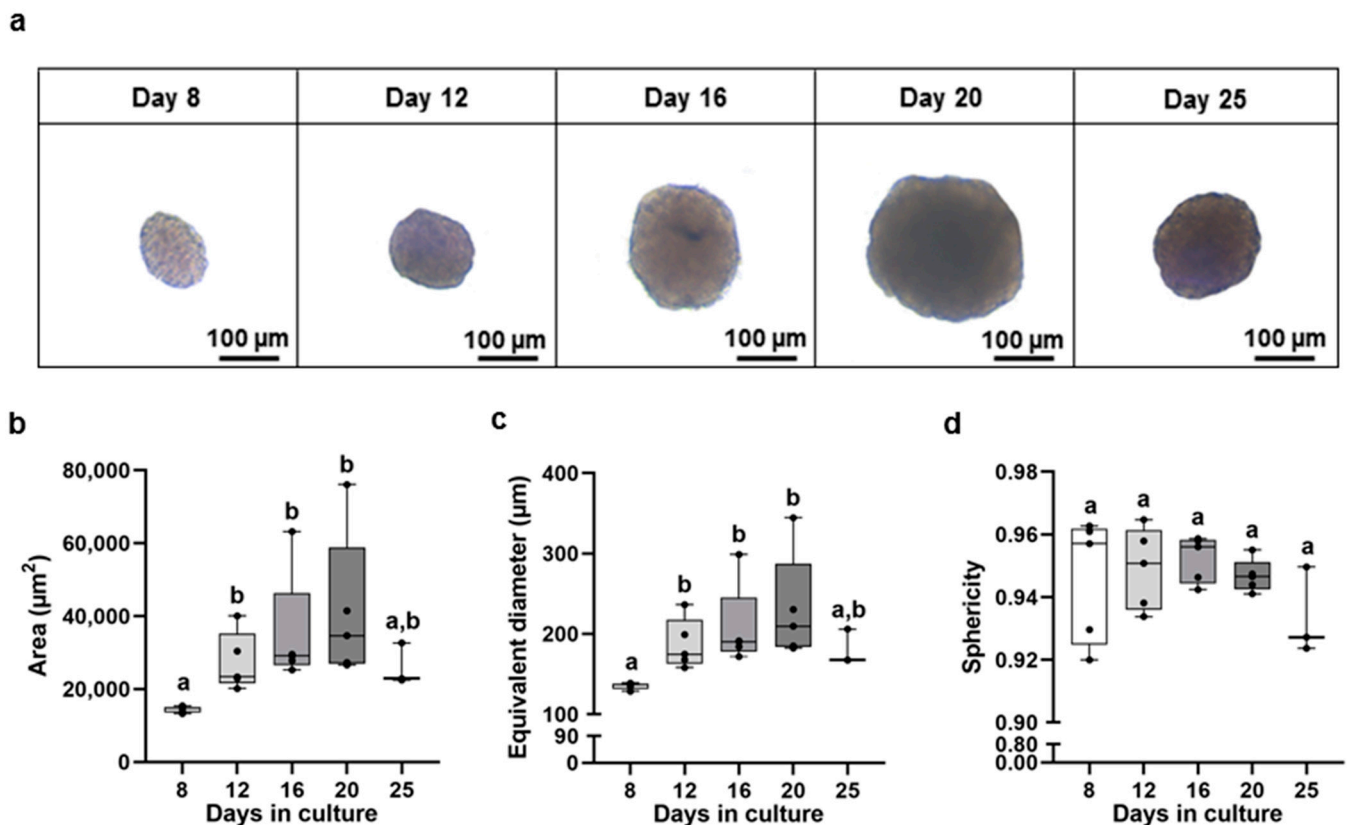 a
Day 8 Day 12 Day 16 Day 20 Day 25
100 µm 100 µm 100 µm 100 µm 100 µm
b
Area (µm²)
80,000
60,000
40,000
20,000
0
a b b b a,b
8 12 16 20 25
Days in culture
c
Equivalent diameter (µm)
400
300
200
100
90
0
a b b b a,b
8 12 16 20 25
Days in culture
d
Sphericity
0.98
0.96
0.94
0.92
0.90
0.80
0.00
a a a a a
8 12 16 20 25
Days in culture